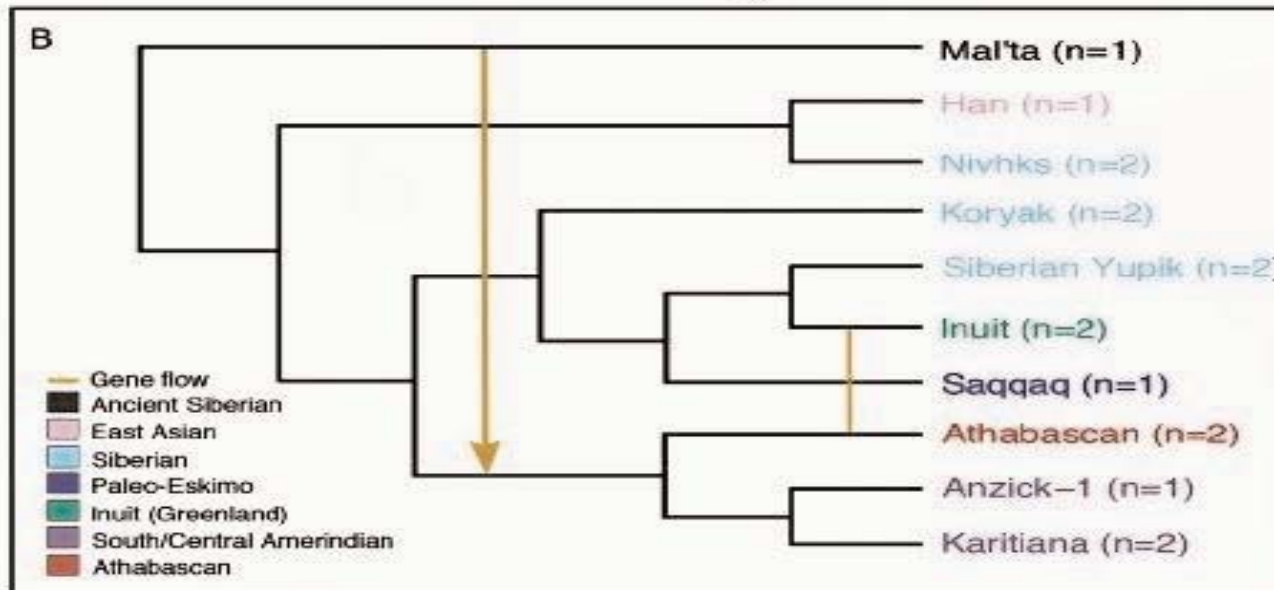 B
Mal'ta (n=1)
Han (n=1)
Nivhks (n=2)
Koryak (n=2)
Siberian Yupik (n=2)
Inuit (n=2)
Saqqaq (n=1)
Athabascan (n=2)
Anzick-1 (n=1)
Karitiana (n=2)
Gene flow
Ancient Siberian
East Asian
Siberian
Paleo-Eskimo
Inuit (Greenland)
South/Central Amerindian
Athabascan